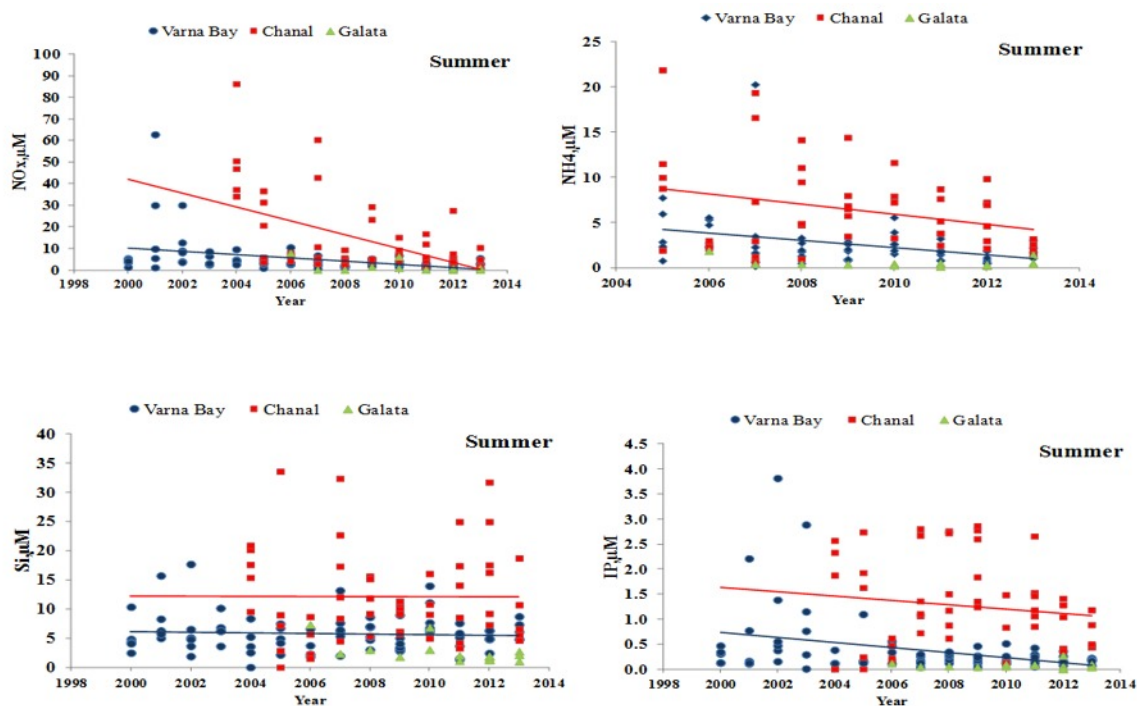 Varna Bay Chanal Galata
Summer
NOx,µM
100
90
80
70
60
50
40
30
20
10
0
1998 2000 2002 2004 2006 2008 2010 2012 2014
Year
Varna Bay Chanal Galata
Summer
NH4,µM
25
20
15
10
5
0
2004 2006 2008 2010 2012 2014
Year
Varna Bay Chanal Galata
Summer
Si,µM
40
35
30
25
20
15
10
5
0
1998 2000 2002 2004 2006 2008 2010 2012 2014
Year
Varna Bay Chanal Galata
Summer
IP,µM
4.5
4.0
3.5
3.0
2.5
2.0
1.5
1.0
0.5
0.0
1998 2000 2002 2004 2006 2008 2010 2012 2014
Year